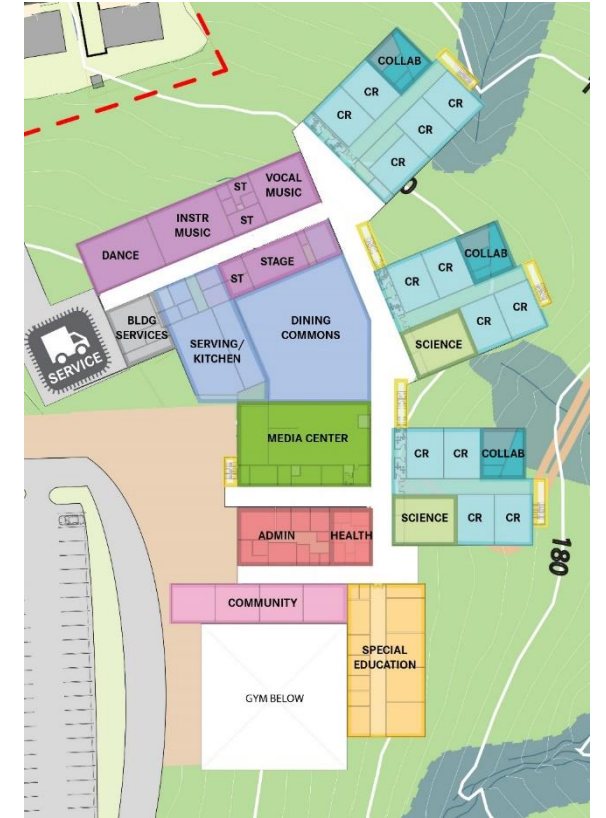 COLLAB
CR
CR
CR
CR
CR
VOCAL
MUSIC
ST
INSTR
MUSIC
ST
DANCE
STAGE
ST
COLLAB
CR
CR
DINING
COMMONS
BLDG
SERVICES
SERVING/
KITCHEN
CR
CR
SCIENCE
SERVICE
MEDIA CENTER
CR
CR
COLLAB
SCIENCE
CR
CR
ADMIN
HEALTH
180
COMMUNITY
SPECIAL
EDUCATION
GYM BELOW